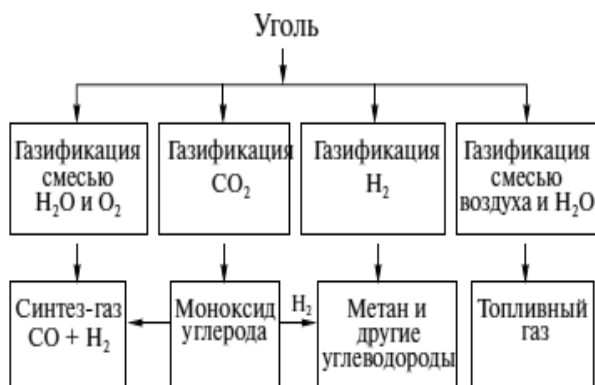 Уголь
Газификация
смесью
H₂O и O₂
Газификация
CO₂
Газификация
H₂
Газификация
смесью
воздуха и H₂O
Синтез-газ
CO + H₂
Моноксид
углерода
H₂
Метан и
другие
углеводороды
Топливный
газ